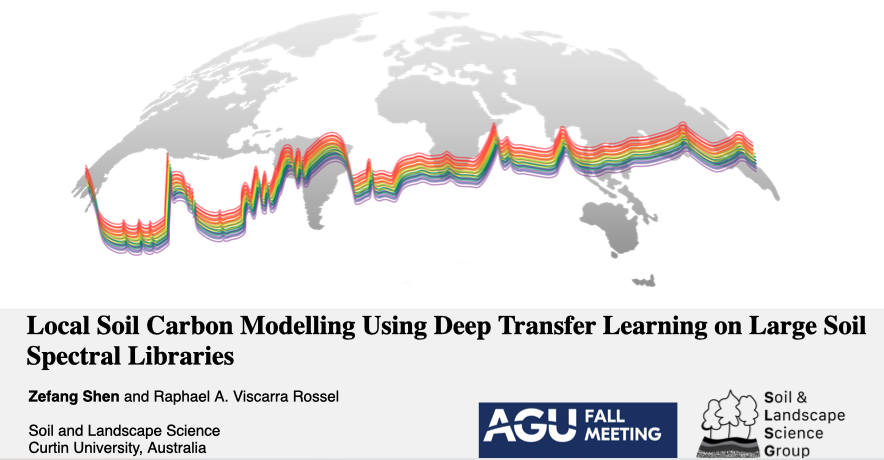 Local Soil Carbon Modelling Using Deep Transfer Learning on Large Soil
Spectral Libraries
Zefang Shen and Raphael A. Viscarra Rossel
Soil and Landscape Science
Curtin University, Australia
AGU FALL
MEETING
Soil &
Landscape
Science
Group